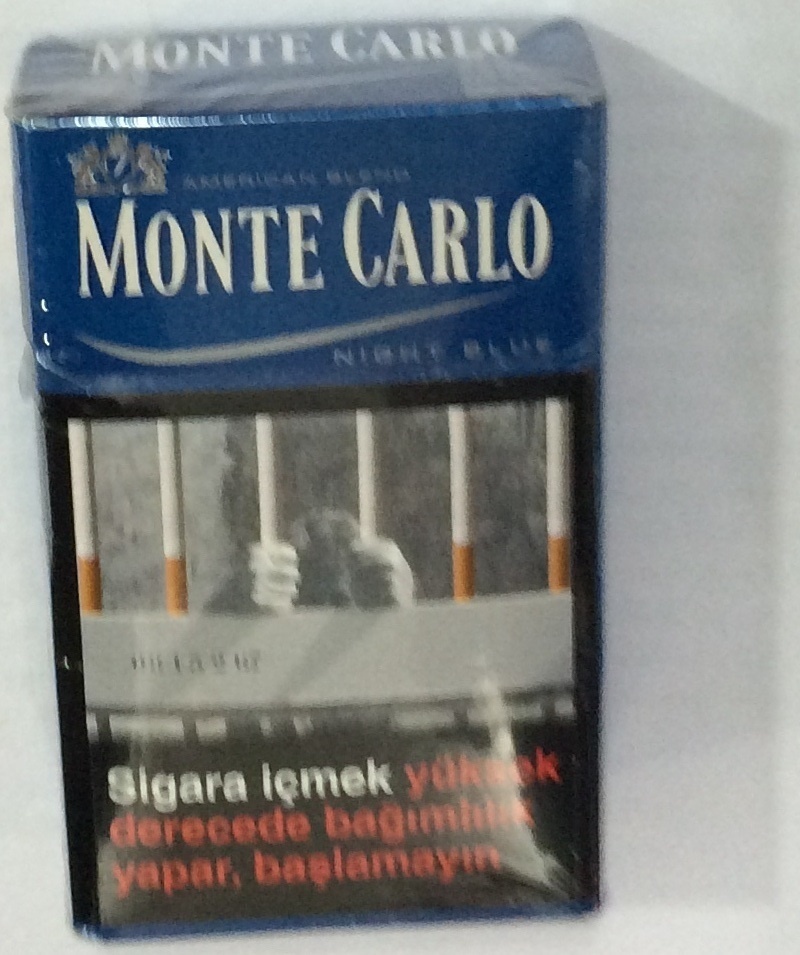 MONTE CARLO
AMERICAN BLEND
MONTE CARLO
NIGHT BLUE
Sigara içmek yüksek
derecede bağımlılık
yapar, başlamayın